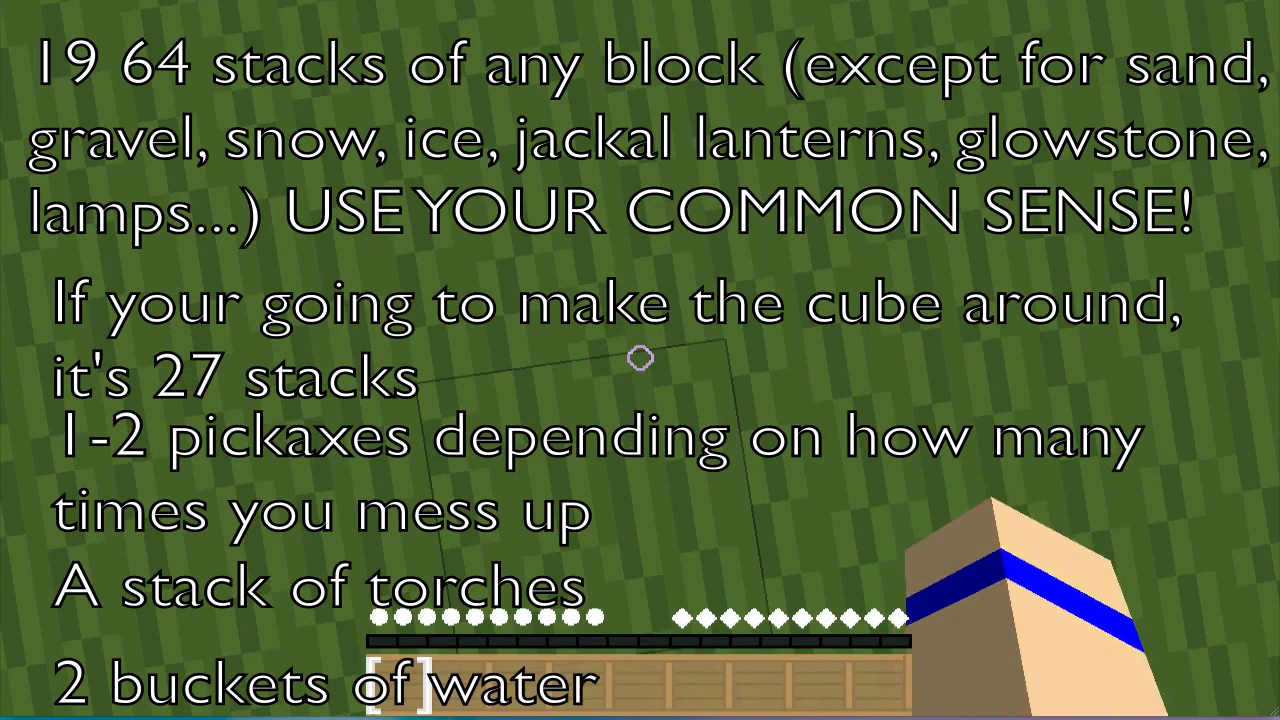 19 64 stacks of any block (except for sand,
gravel, snow, ice, jackal lanterns, glowstone,
lamps...) USE YOUR COMMON SENSE!
If your going to make the cube around,
it's 27 stacks
1-2 pickaxes depending on how many
times you mess up
A stack of torches
2 buckets of water